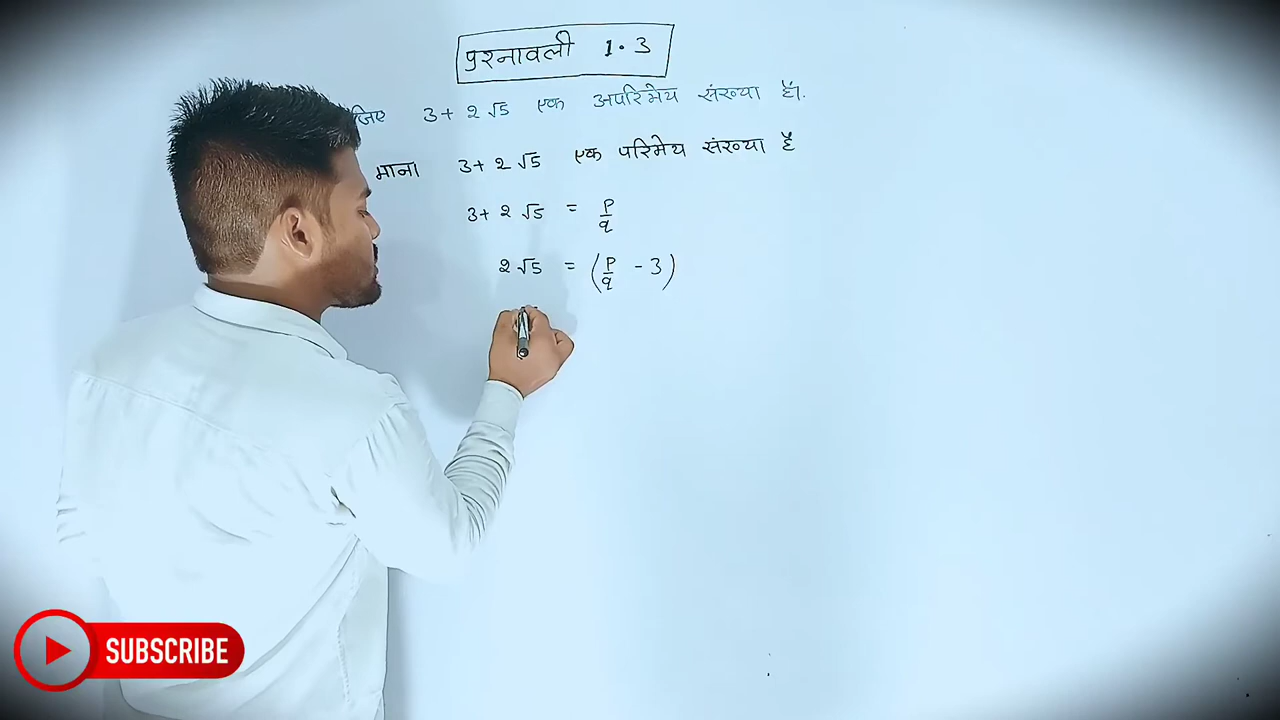 प्रश्नावली 1.3
3+2√5 एक अपरिमेय संख्या है।
माना 3+2√5 एक परिमेय संख्या है
3+2√5 = p/q
2√5 = (p/q - 3)
SUBSCRIBE